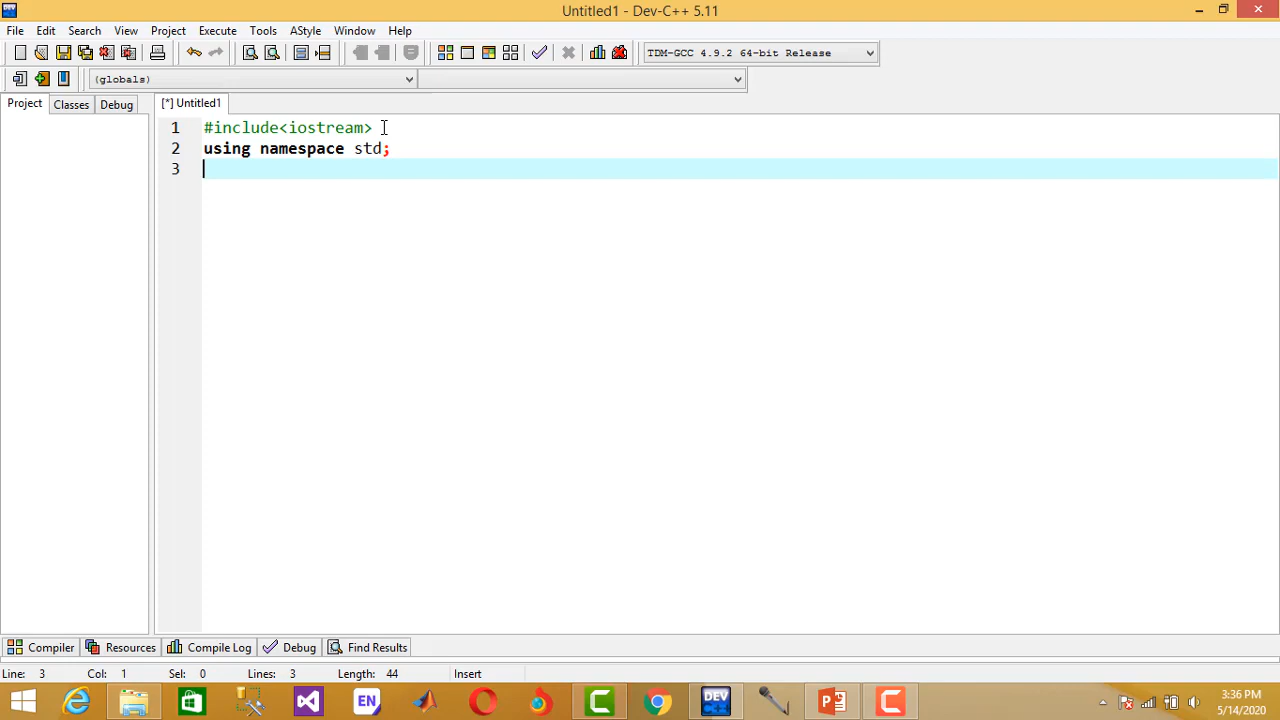 Untitled1 - Dev-C++ 5.11
File Edit Search View Project Execute Tools AStyle Window Help
TDM-GCC 4.9.2 64-bit Release
(globals)
Project Classes Debug [*] Untitled1
1 #include<iostream>
2 using namespace std;
3
Compiler Resources Compile Log Debug Find Results
Line: 3 Col: 1 Sel: 0 Lines: 3 Length: 44 Insert
EN DEV C++ P 3:36 PM
5/14/2020